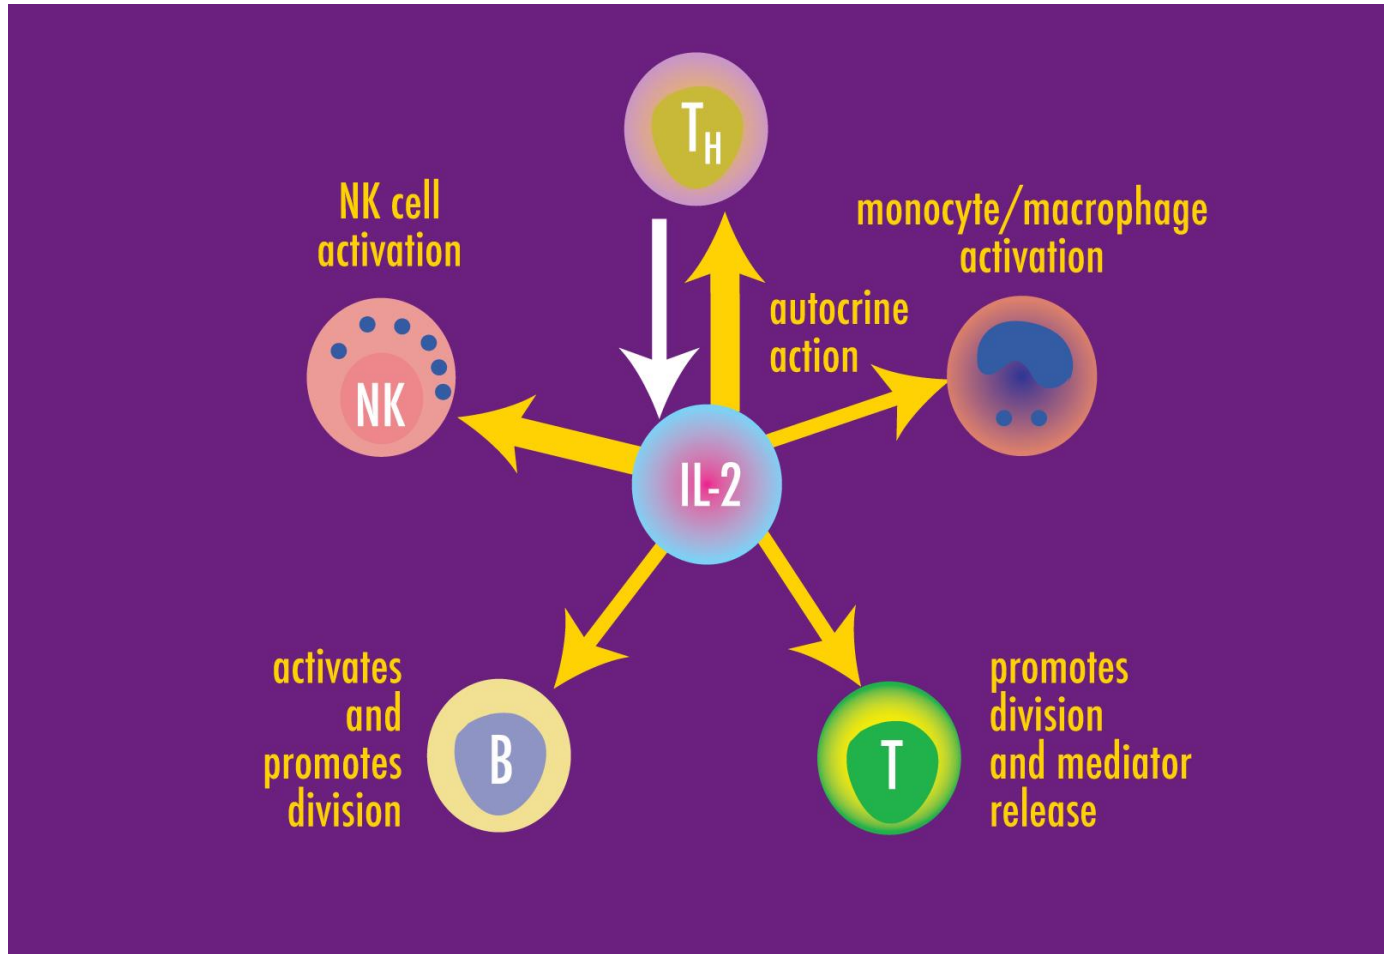 T_H
NK cell
activation
monocyte/macrophage
activation
autocrine
action
NK
IL-2
activates
and
promotes
division
B
T
promotes
division
and mediator
release